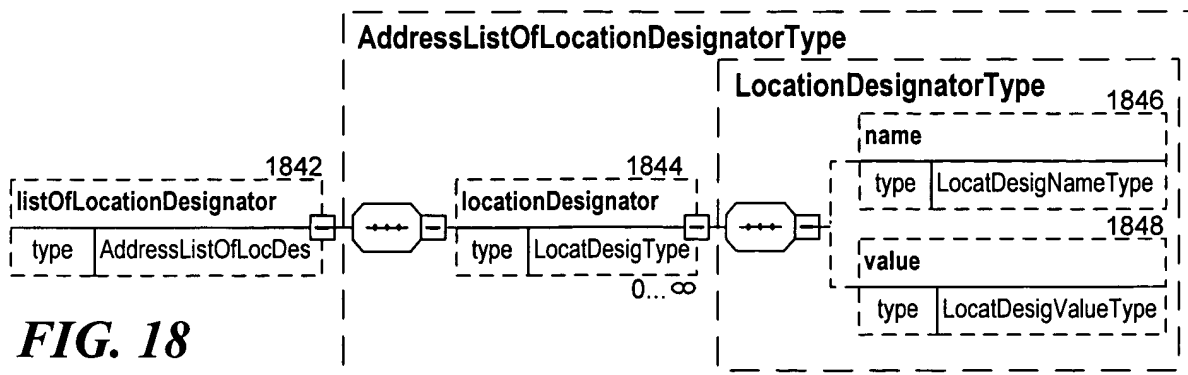 AddressListOfLocationDesignatorType
LocationDesignatorType
1846
name
type LocatDesigNameType
1842
listOfLocationDesignator
type AddressListOfLocDes
1844
locationDesignator
type LocatDesigType
0... ∞
1848
value
type LocatDesigValueType
FIG. 18